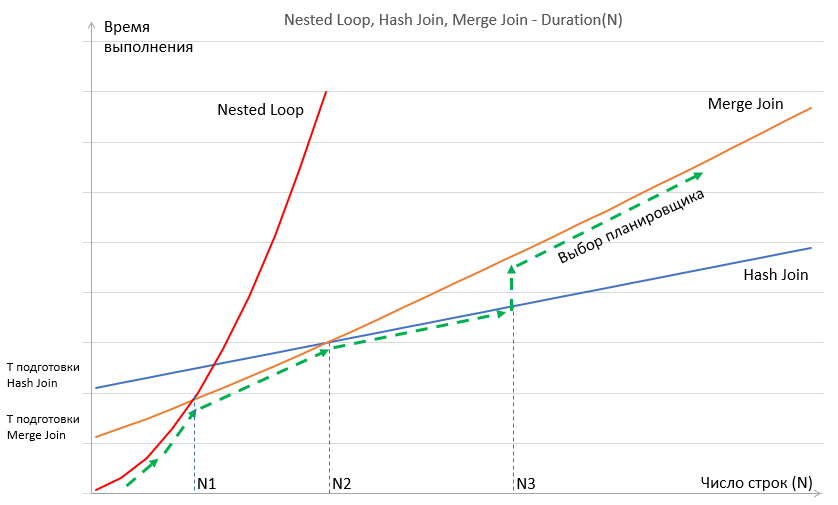 Nested Loop, Hash Join, Merge Join - Duration(N)
Время
выполнения
Nested Loop
Merge Join
Выбор планировщика
Hash Join
T подготовки
Hash Join
T подготовки
Merge Join
N1
N2
N3
Число строк (N)